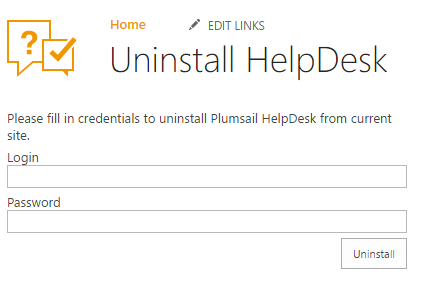 Home EDIT LINKS
Uninstall HelpDesk
Please fill in credentials to uninstall Plumsail HelpDesk from current
site.
Login
Password
Uninstall